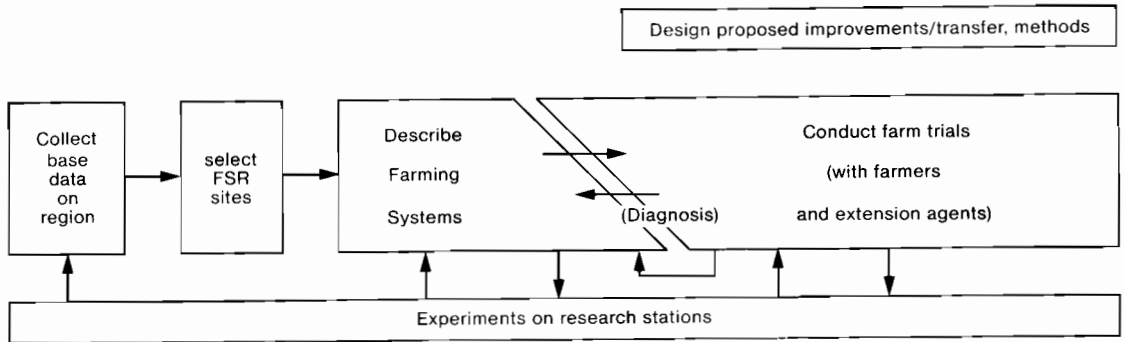 Design proposed improvements/transfer, methods
Collect
base
data
on
region
select
FSR
sites
Describe
Farming
Systems
(Diagnosis)
Conduct farm trials
(with farmers
and extension agents)
Experiments on research stations